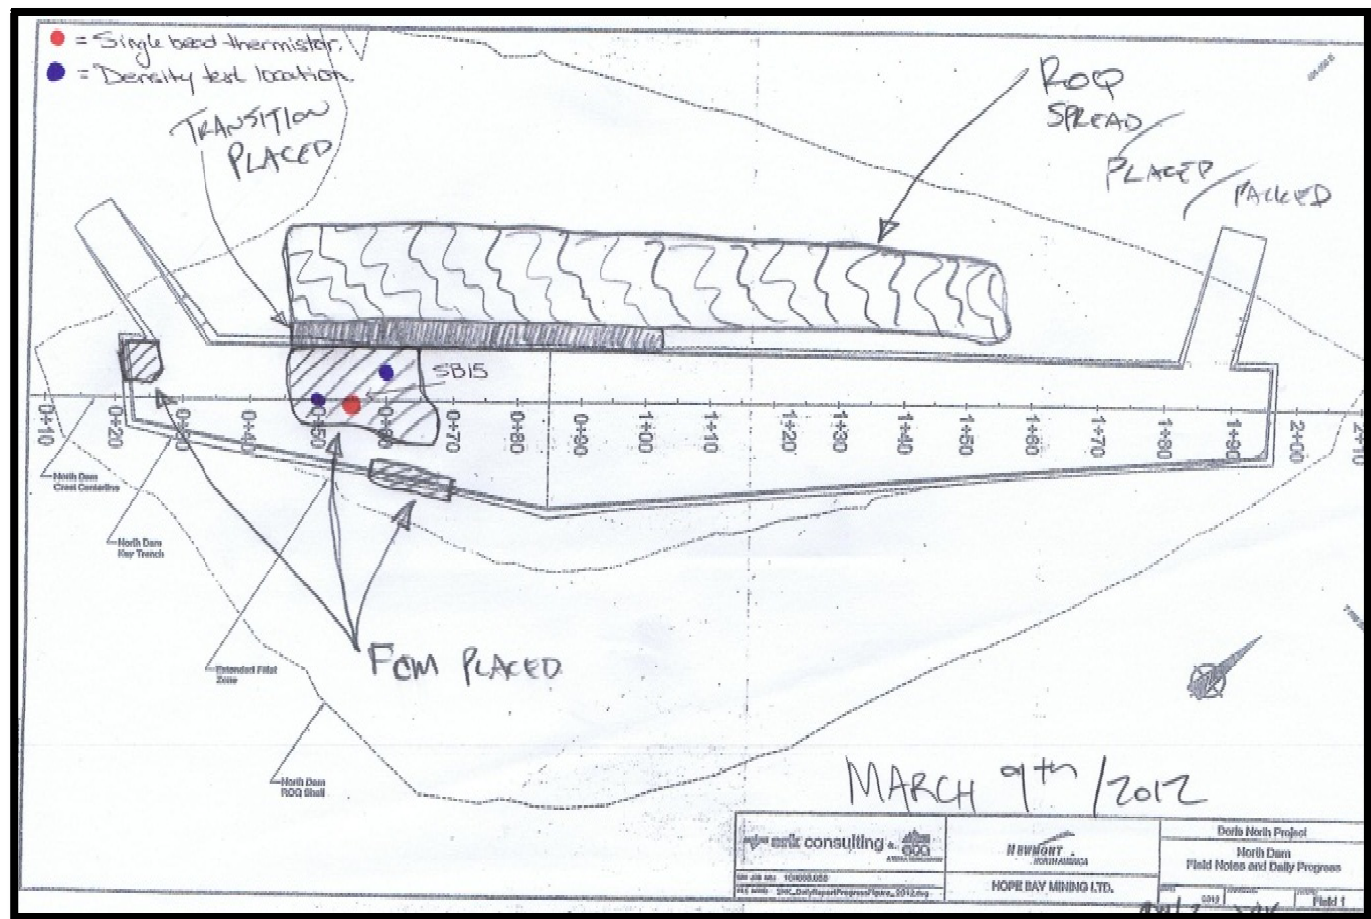 = Single bead thermistor.
= Density test location.
TRANSITION
PLACED
ROQ
SPREAD/
PLACED/
PACKED
SB15
0+10
0+20
0+30
0+40
0+50
0+60
0+70
0+80
0+90
1+00
1+10
1+20
1+30
1+40
1+50
1+60
1+70
1+80
1+90
2+00
2+10
North Dam
Crest Centerline
North Dam
Key Trench
Extended Filter
Zone
North Dam
ROQ Shell
FCM PLACED
MARCH 9th/2012
srk consulting
NEWMONT.
NORTH AMERICA
HOPE BAY MINING LTD.
Doris North Project
North Dam
Field Notes and Daily Progress
Field 1